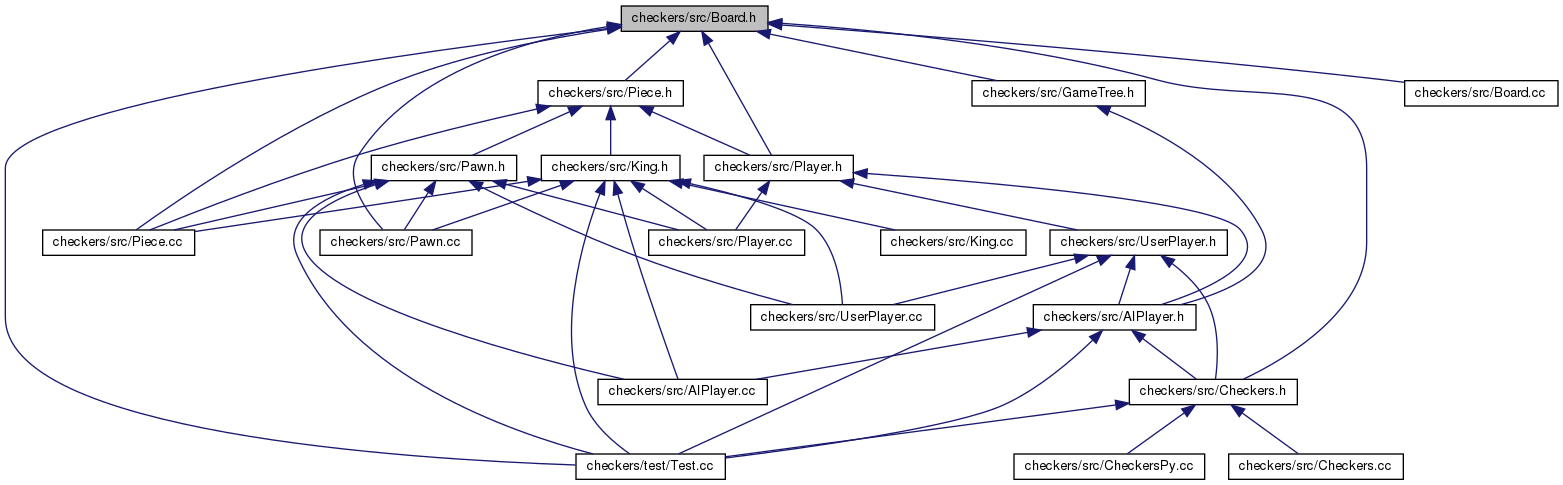 checkers/src/Board.h
checkers/src/Piece.h
checkers/src/GameTree.h
checkers/src/Board.cc
checkers/src/Pawn.h
checkers/src/King.h
checkers/src/Player.h
checkers/src/Piece.cc
checkers/src/Pawn.cc
checkers/src/Player.cc
checkers/src/King.cc
checkers/src/UserPlayer.h
checkers/src/UserPlayer.cc
checkers/src/AIPlayer.h
checkers/src/AIPlayer.cc
checkers/src/Checkers.h
checkers/test/Test.cc
checkers/src/CheckersPy.cc
checkers/src/Checkers.cc